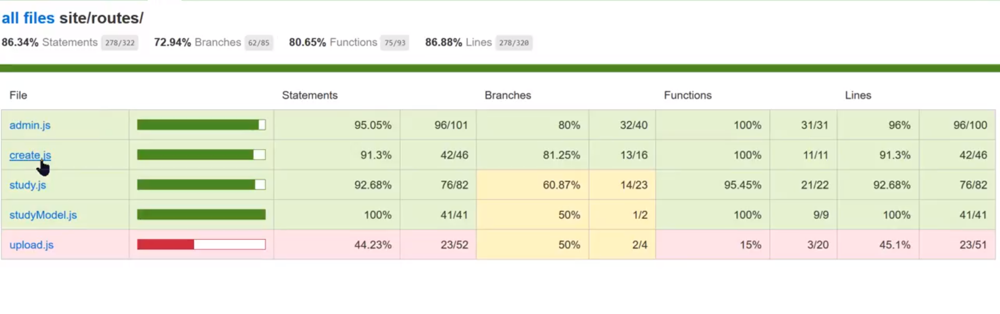 all files site/routes/
86.34% Statements 278/322 72.94% Branches 62/85 80.65% Functions 75/93 86.88% Lines 278/320
File Statements Branches Functions Lines
admin.js 95.05% 96/101 80% 32/40 100% 31/31 96% 96/100
create.js 91.3% 42/46 81.25% 13/16 100% 11/11 91.3% 42/46
study.js 92.68% 76/82 60.87% 14/23 95.45% 21/22 92.68% 76/82
studyModel.js 100% 41/41 50% 1/2 100% 9/9 100% 41/41
upload.js 44.23% 23/52 50% 2/4 15% 3/20 45.1% 23/51